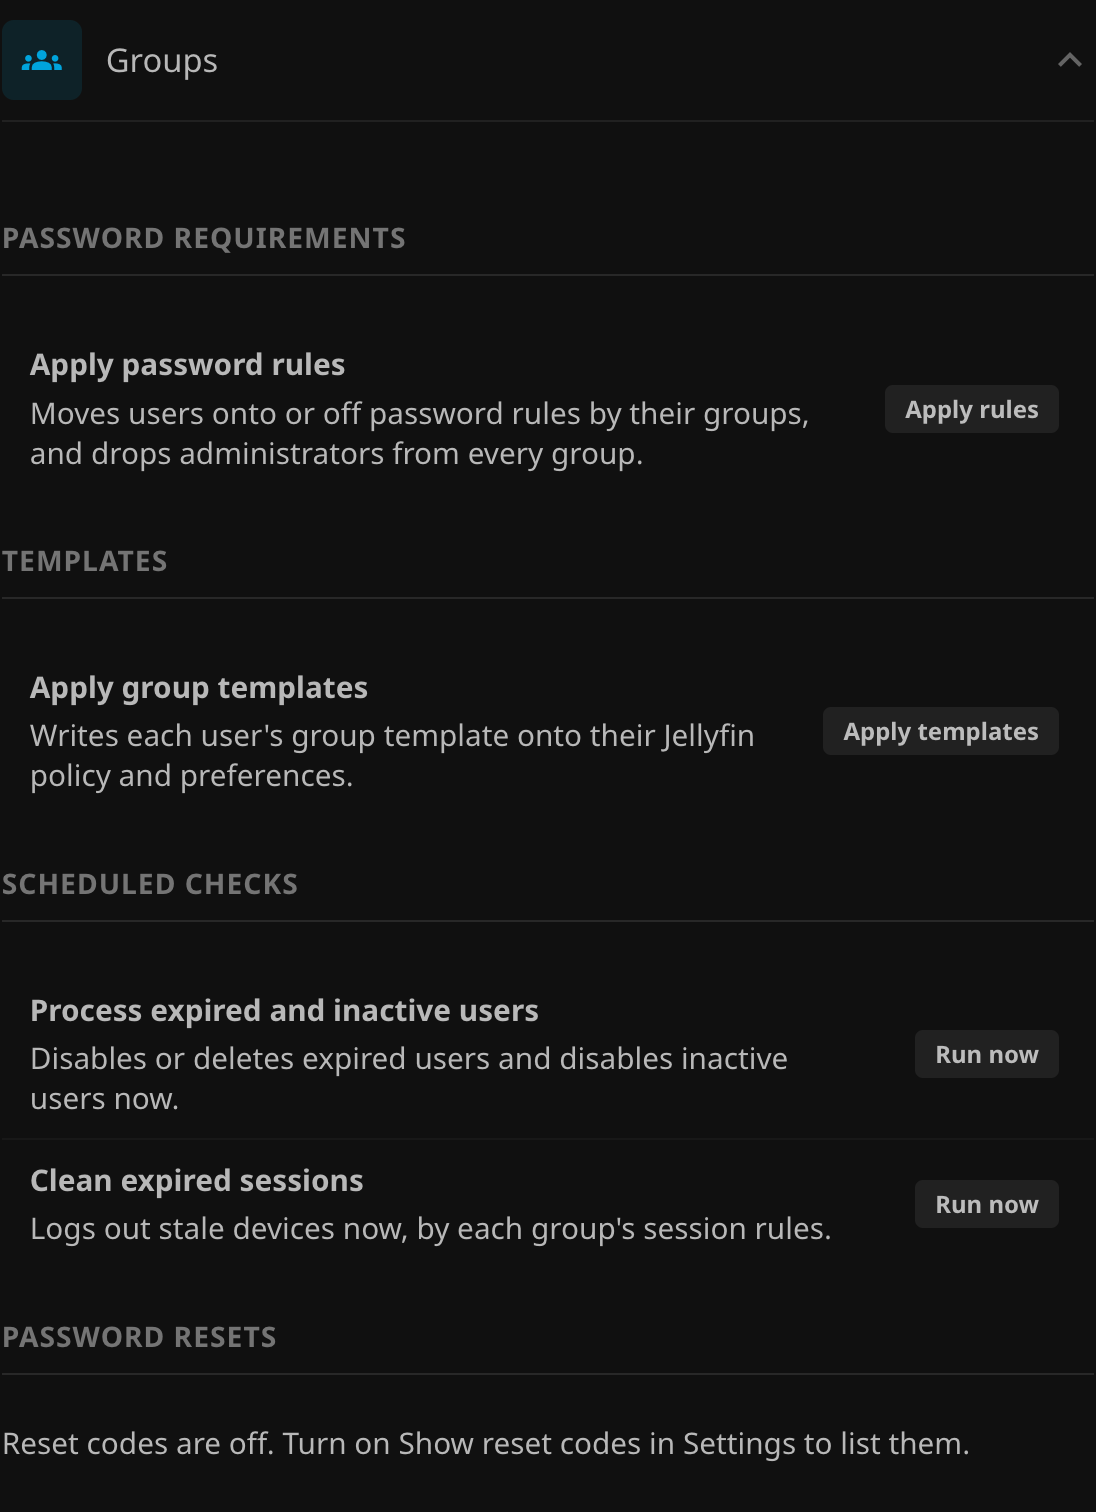 Groups
PASSWORD REQUIREMENTS
Apply password rules
Moves users onto or off password rules by their groups,
and drops administrators from every group.
Apply rules
TEMPLATES
Apply group templates
Writes each user's group template onto their Jellyfin
policy and preferences.
Apply templates
SCHEDULED CHECKS
Process expired and inactive users
Disables or deletes expired users and disables inactive
users now.
Run now
Clean expired sessions
Logs out stale devices now, by each group's session rules.
Run now
PASSWORD RESETS
Reset codes are off. Turn on Show reset codes in Settings to list them.